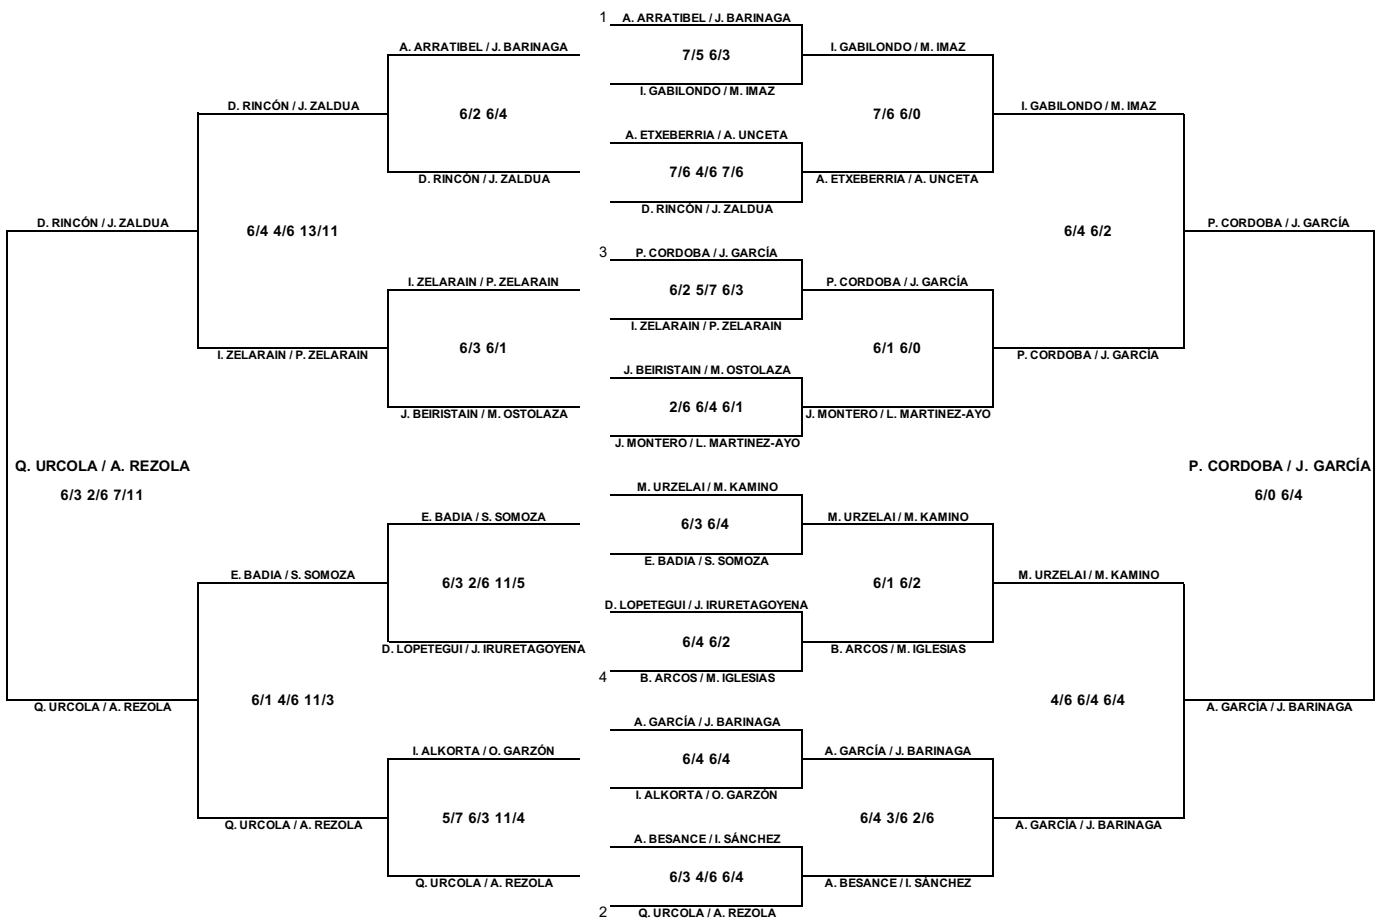 1 A. ARRATIBEL / J. BARINAGA
A. ARRATIBEL / J. BARINAGA 7/5 6/3 I. GABILONDO / M. IMAZ
I. GABILONDO / M. IMAZ
D. RINCÓN / J. ZALDUA 6/2 6/4 7/6 6/0 I. GABILONDO / M. IMAZ
A. ETXEBERRIA / A. UNCETA
D. RINCÓN / J. ZALDUA 7/6 4/6 7/6 A. ETXEBERRIA / A. UNCETA
D. RINCÓN / J. ZALDUA
D. RINCÓN / J. ZALDUA 6/4 4/6 13/11 6/4 6/2 P. CORDOBA / J. GARCÍA
3 P. CORDOBA / J. GARCÍA
I. ZELARAIN / P. ZELARAIN 6/2 5/7 6/3 P. CORDOBA / J. GARCÍA
I. ZELARAIN / P. ZELARAIN
I. ZELARAIN / P. ZELARAIN 6/3 6/1 6/1 6/0 P. CORDOBA / J. GARCÍA
J. BEIRISTAIN / M. OSTOLAZA
J. BEIRISTAIN / M. OSTOLAZA 2/6 6/4 6/1 J. MONTERO / L. MARTINEZ-AYO
J. MONTERO / L. MARTINEZ-AYO
Q. URCOLA / A. REZOLA P. CORDOBA / J. GARCÍA
M. URZELAI / M. KAMINO
6/3 2/6 7/11 6/0 6/4
E. BADIA / S. SOMOZA 6/3 6/4 M. URZELAI / M. KAMINO
E. BADIA / S. SOMOZA
E. BADIA / S. SOMOZA 6/3 2/6 11/5 6/1 6/2 M. URZELAI / M. KAMINO
D. LOPETEGUI / J. IRURETAGOYENA
D. LOPETEGUI / J. IRURETAGOYENA 6/4 6/2 B. ARCOS / M. IGLESIAS
4 B. ARCOS / M. IGLESIAS
Q. URCOLA / A. REZOLA 6/1 4/6 11/3 4/6 6/4 6/4 A. GARCÍA / J. BARINAGA
A. GARCÍA / J. BARINAGA
I. ALKORTA / O. GARZÓN 6/4 6/4 A. GARCÍA / J. BARINAGA
I. ALKORTA / O. GARZÓN
Q. URCOLA / A. REZOLA 5/7 6/3 11/4 6/4 3/6 2/6 A. GARCÍA / J. BARINAGA
A. BESANCE / I. SÁNCHEZ
Q. URCOLA / A. REZOLA 6/3 4/6 6/4 A. BESANCE / I. SÁNCHEZ
2 Q. URCOLA / A. REZOLA